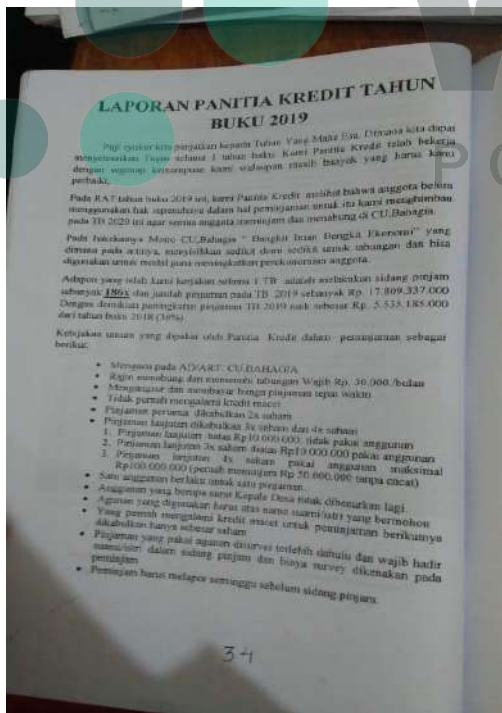 LAPORAN PANITIA KREDIT TAHUN
BUKU 2019
Puji syukur kita panjatkan kepada Tuhan Yang Maha Esa. Dimana kita dapat
menyelesaikan Tugas selama 1 tahun buku. Kami Panitia Kredit telah bekerja
dengan segenap kemampuan kami walaupun masih banyak yang harus kami
perbaiki.
Pada RAT tahun buku 2019 ini, kami Panitia Kredit melihat bahwa anggota belum
menggunakan hak sepenuhnya dalam hal peminjaman untuk itu kami menghimbau
pada TB 2020 ini agar semua anggota meminjam dan menabung di CU.Bahagia.
Pada hakekatnya Motto CU.Bahagia " Bangkit Iman Bangkit Ekonomi" yang
dimana pada artinya, menyisihkan sedikit demi sedikit untuk tabungan dan bisa
digunakan untuk modal guna meningkatkan perekonomian anggota.
Adapun yang telah kami kerjakan selama 1 TB adalah melakukan sidang pinjam
sebanyak 186x dan jumlah pinjaman pada TB 2019 sebanyak Rp. 17.809.337.000
Dengan demikian peningkatan pinjaman TB 2019 naik sebesar Rp. 5.535.185.000
dari tahun buku 2018 (30%)
Kebijakan umum yang dipakai oleh Panitia Kredit dalam peminjaman sebagai
berikut:
• Mengacu pada AD/ART. CU.BAHAGIA
• Rajin menabung dan memenuhi tabungan Wajib Rp. 30.000./bulan
• Mengangsur dan membayar bunga pinjaman tepat waktu
• Tidak pernah mengalami kredit macet
• Pinjaman pertama dikabulkan 2x saham
• Pinjaman lanjutan dikabulkan 3x saham dan 4x saham
1. Pinjaman lanjutan batas Rp10.000.000, tidak pakai anggunan
2. Pinjaman lanjutan 3x saham diatas Rp10.000.000 pakai anggunan
3. Pinjaman lanjutan 4x saham pakai anggunan maksimal
Rp100.000.000 (pernah meminjam Rp 50.000.000 tanpa cacat)
• Satu anggunan berlaku untuk satu pinjaman.
• Anggunan yang berupa surat Kepala Desa tidak dibenarkan lagi.
• Agunan yang digunakan harus atas nama suami/istri yang bermohon
• Yang pernah mengalami kredit macet untuk peminjaman berikutnya
dikabulkan hanya sebesar saham
• Pinjaman yang pakai agunan disurvei terlebih dahulu dan wajib hadir
suami/istri dalam sidang pinjam dan biaya survey dikenakan pada
peminjam
• Peminjam harus melapor seminggu sebelum sidang pinjam.
34